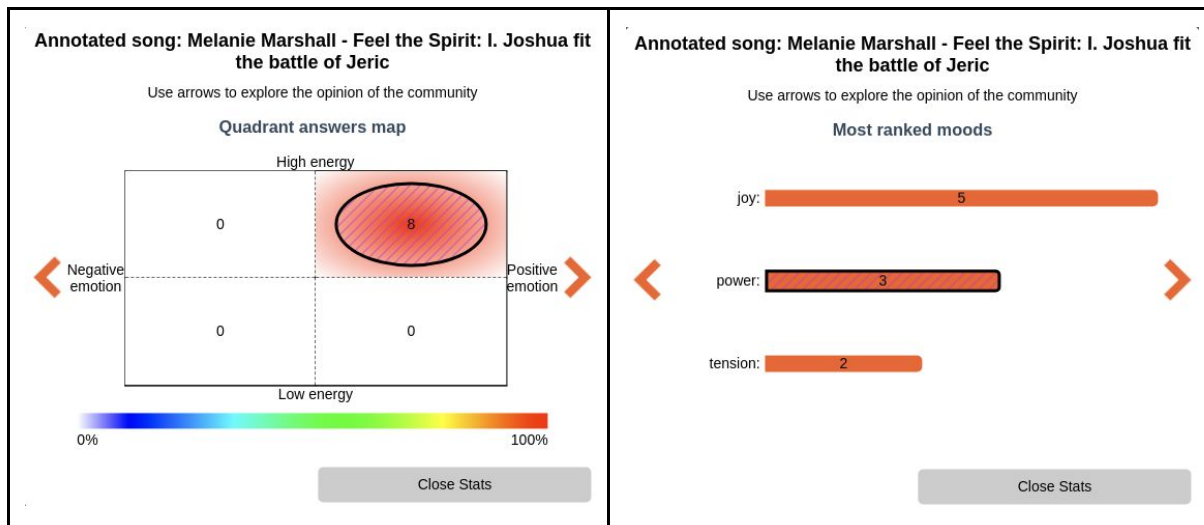 Annotated song: Melanie Marshall - Feel the Spirit: I. Joshua fit
the battle of Jeric
Use arrows to explore the opinion of the community
Quadrant answers map
High energy
0
8
Negative
emotion
Positive
emotion
0
0
Low energy
0%
100%
Close Stats
Annotated song: Melanie Marshall - Feel the Spirit: I. Joshua fit
the battle of Jeric
Use arrows to explore the opinion of the community
Most ranked moods
joy: 5
power: 3
tension: 2
Close Stats